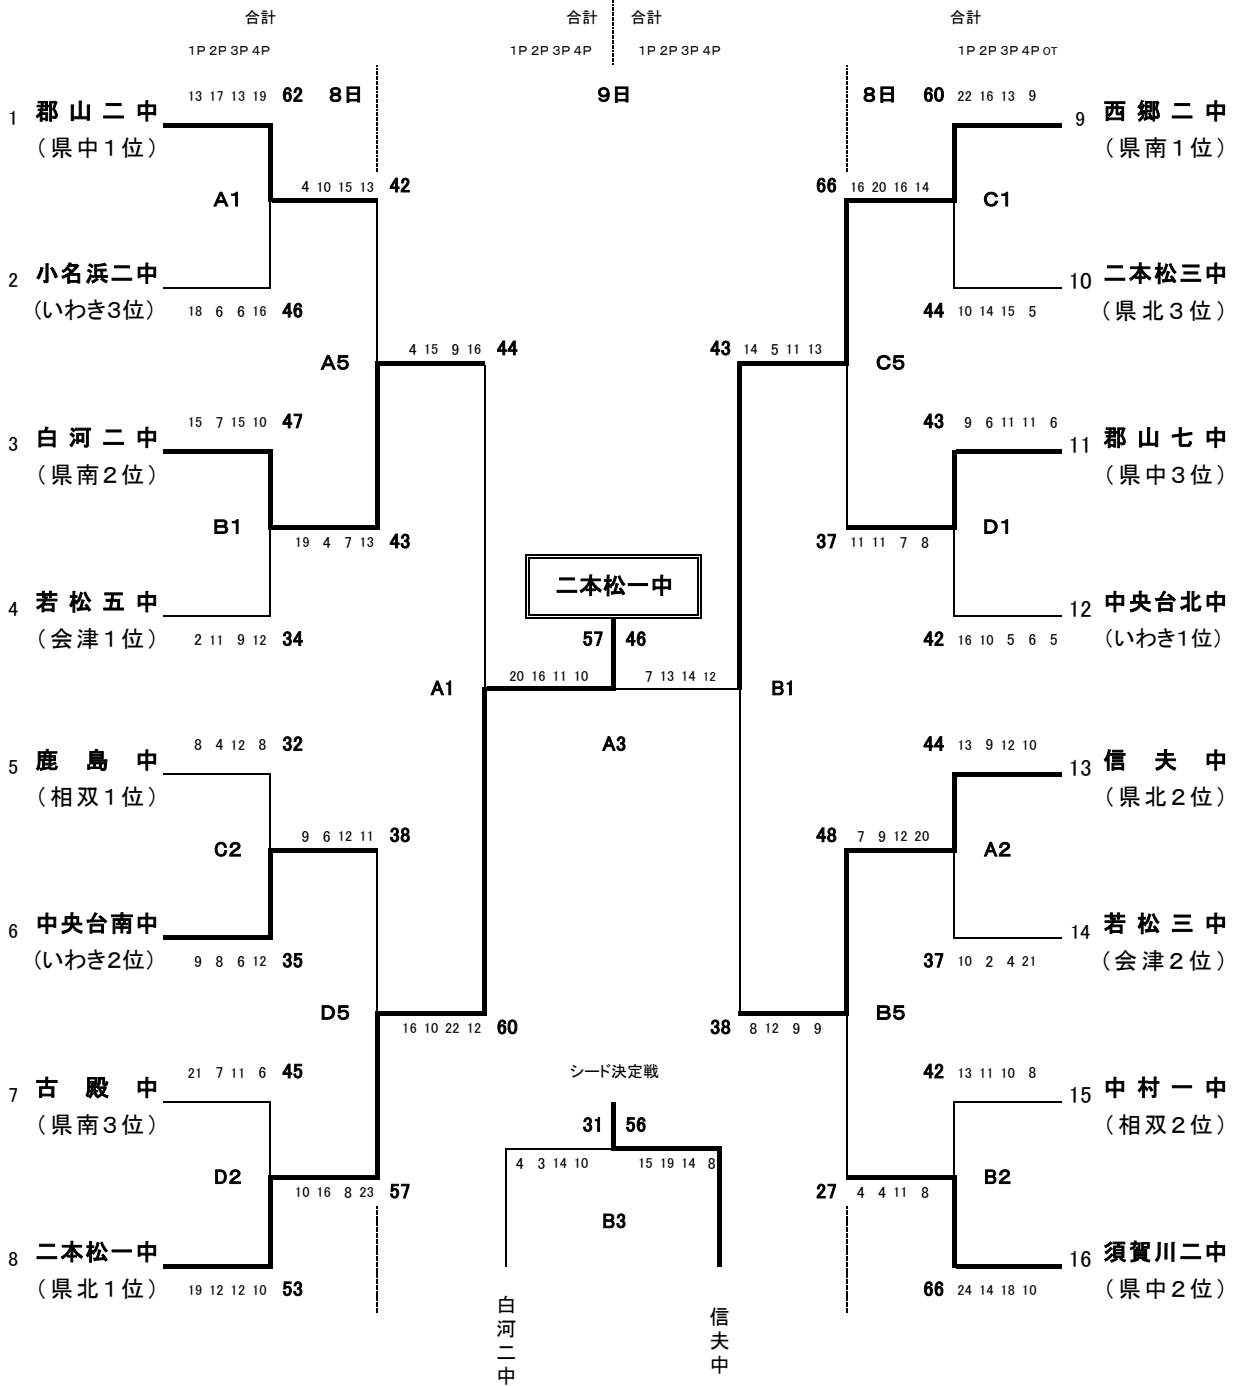 合計 合計 合計 合計
1P 2P 3P 4P 1P 2P 3P 4P 1P 2P 3P 4P 1P 2P 3P 4P OT
13 17 13 19 62 8日 9日 8日 60 22 16 13 9
1 郡山二中 9 西郷二中
(県中1位) (県南1位)
4 10 15 13 42 66 16 20 16 14
A1 C1
2 小名浜二中 10 二本松三中
(いわき3位) (県北3位)
18 6 6 16 46 44 10 14 15 5
4 15 9 16 44 43 14 5 11 13
A5 C5
15 7 15 10 47 43 9 6 11 11 6
3 白河二中 11 郡山七中
(県南2位) (県中3位)
B1 D1
19 4 7 13 43 37 11 11 7 8
二本松一中
4 若松五中 12 中央台北中
(会津1位) (いわき1位)
2 11 9 12 34 57 46 42 16 10 5 6 5
20 16 11 10 7 13 14 12
A1 B1
A3
8 4 12 8 32 44 13 9 12 10
5 鹿島中 13 信夫中
(相双1位) (県北2位)
9 6 12 11 38 48 7 9 12 20
C2 A2
6 中央台南中 14 若松三中
(いわき2位) (会津2位)
9 8 6 12 35 37 10 2 4 21
D5 B5
16 10 22 12 60 38 8 12 9 9
21 7 11 6 45 シード決定戦 42 13 11 10 8
7 古殿中 15 中村一中
(県南3位) (相双2位)
31 56
4 3 14 10 15 19 14 8
D2 B2
10 16 8 23 57 27 4 4 11 8
B3
8 二本松一中 16 須賀川二中
(県北1位) (県中2位)
19 12 12 10 53 66 24 14 18 10
白河二中
信夫中